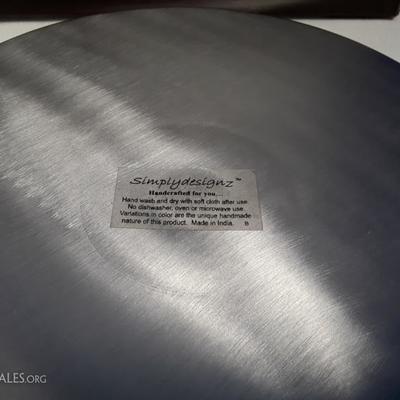 Simplydesignz™
Handcrafted for you...
Hand wash and dry with soft cloth after use.
No dishwasher, oven or microwave use.
Variations in color are the unique handmade
nature of this product. Made in India. B
ALES.ORG